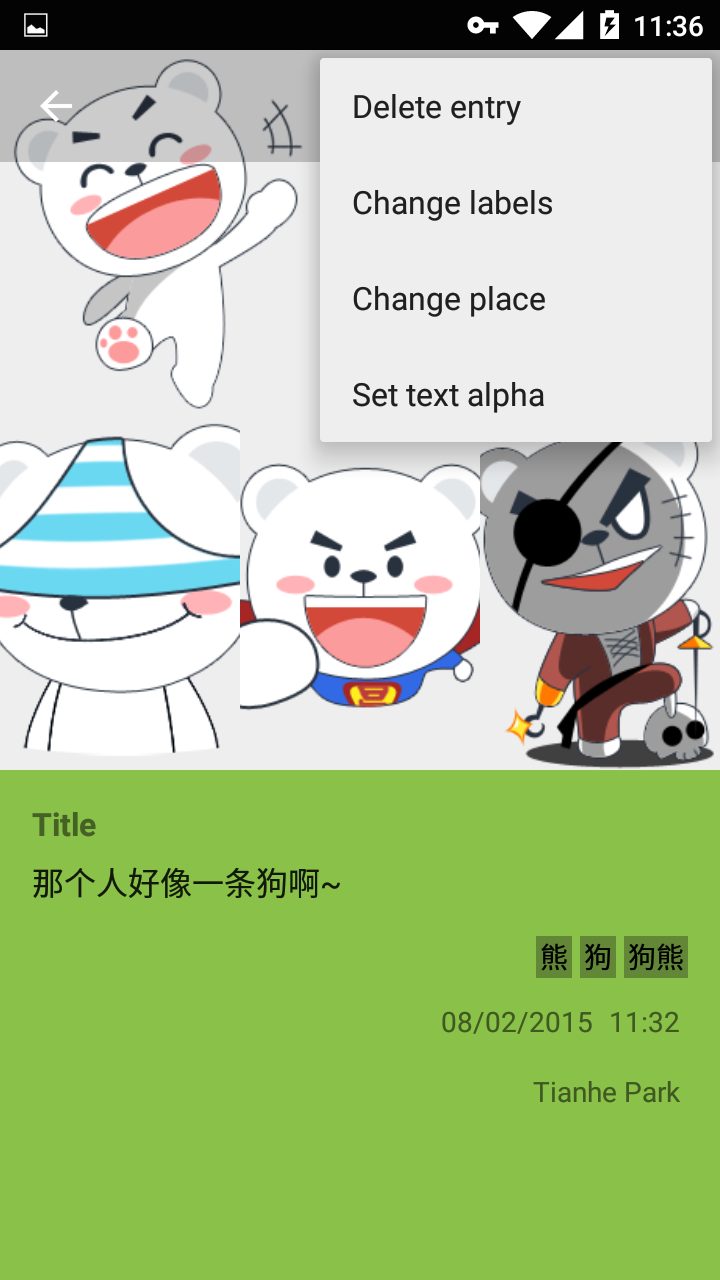 11:36
Delete entry
Change labels
Change place
Set text alpha
Title
那个人好像一条狗啊~
熊 狗 狗熊
08/02/2015 11:32
Tianhe Park